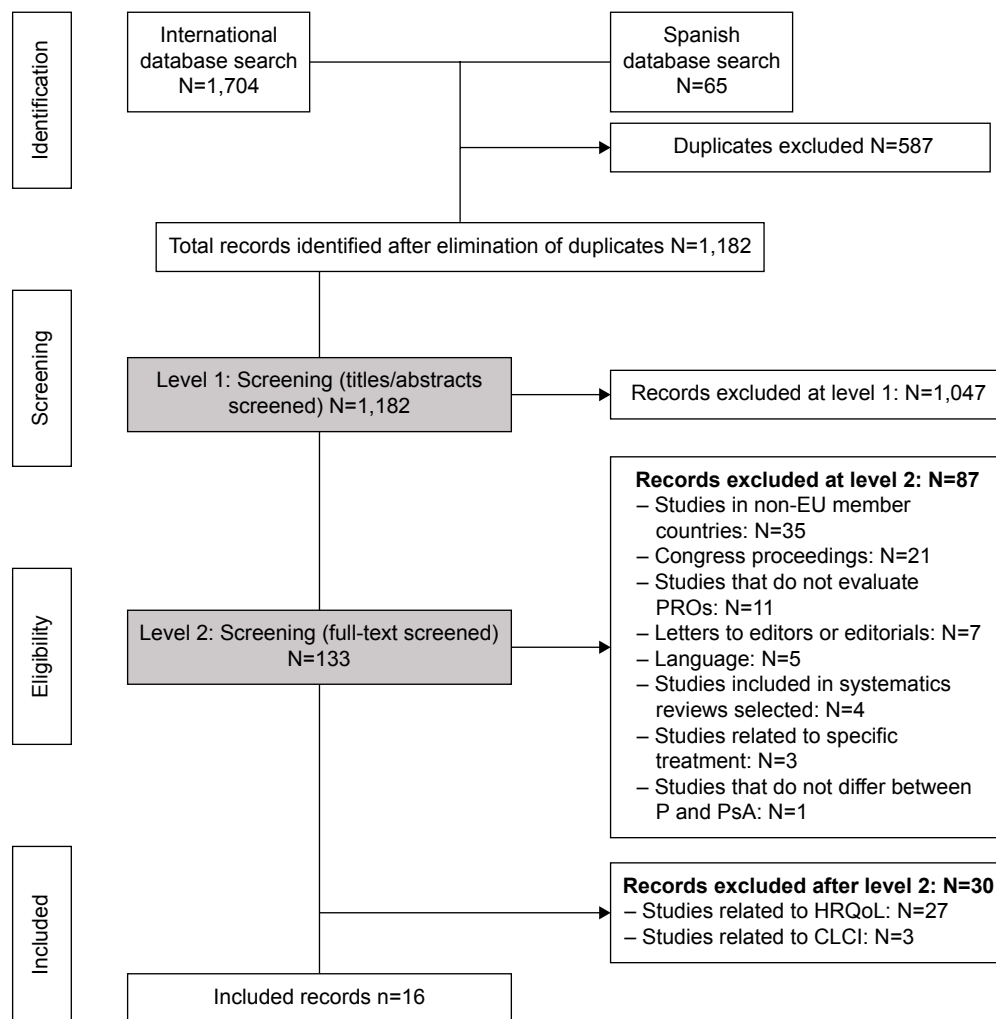 Identification
International
database search
N=1,704
Spanish
database search
N=65
Duplicates excluded N=587
Total records identified after elimination of duplicates N=1,182
Screening
Level 1: Screening (titles/abstracts
screened) N=1,182
Records excluded at level 1: N=1,047
Eligibility
Level 2: Screening (full-text screened)
N=133
Records excluded at level 2: N=87
– Studies in non-EU member
countries: N=35
– Congress proceedings: N=21
– Studies that do not evaluate
PROs: N=11
– Letters to editors or editorials: N=7
– Language: N=5
– Studies included in systematics
reviews selected: N=4
– Studies related to specific
treatment: N=3
– Studies that do not differ between
P and PsA: N=1
Included
Records excluded after level 2: N=30
– Studies related to HRQoL: N=27
– Studies related to CLCI: N=3
Included records n=16